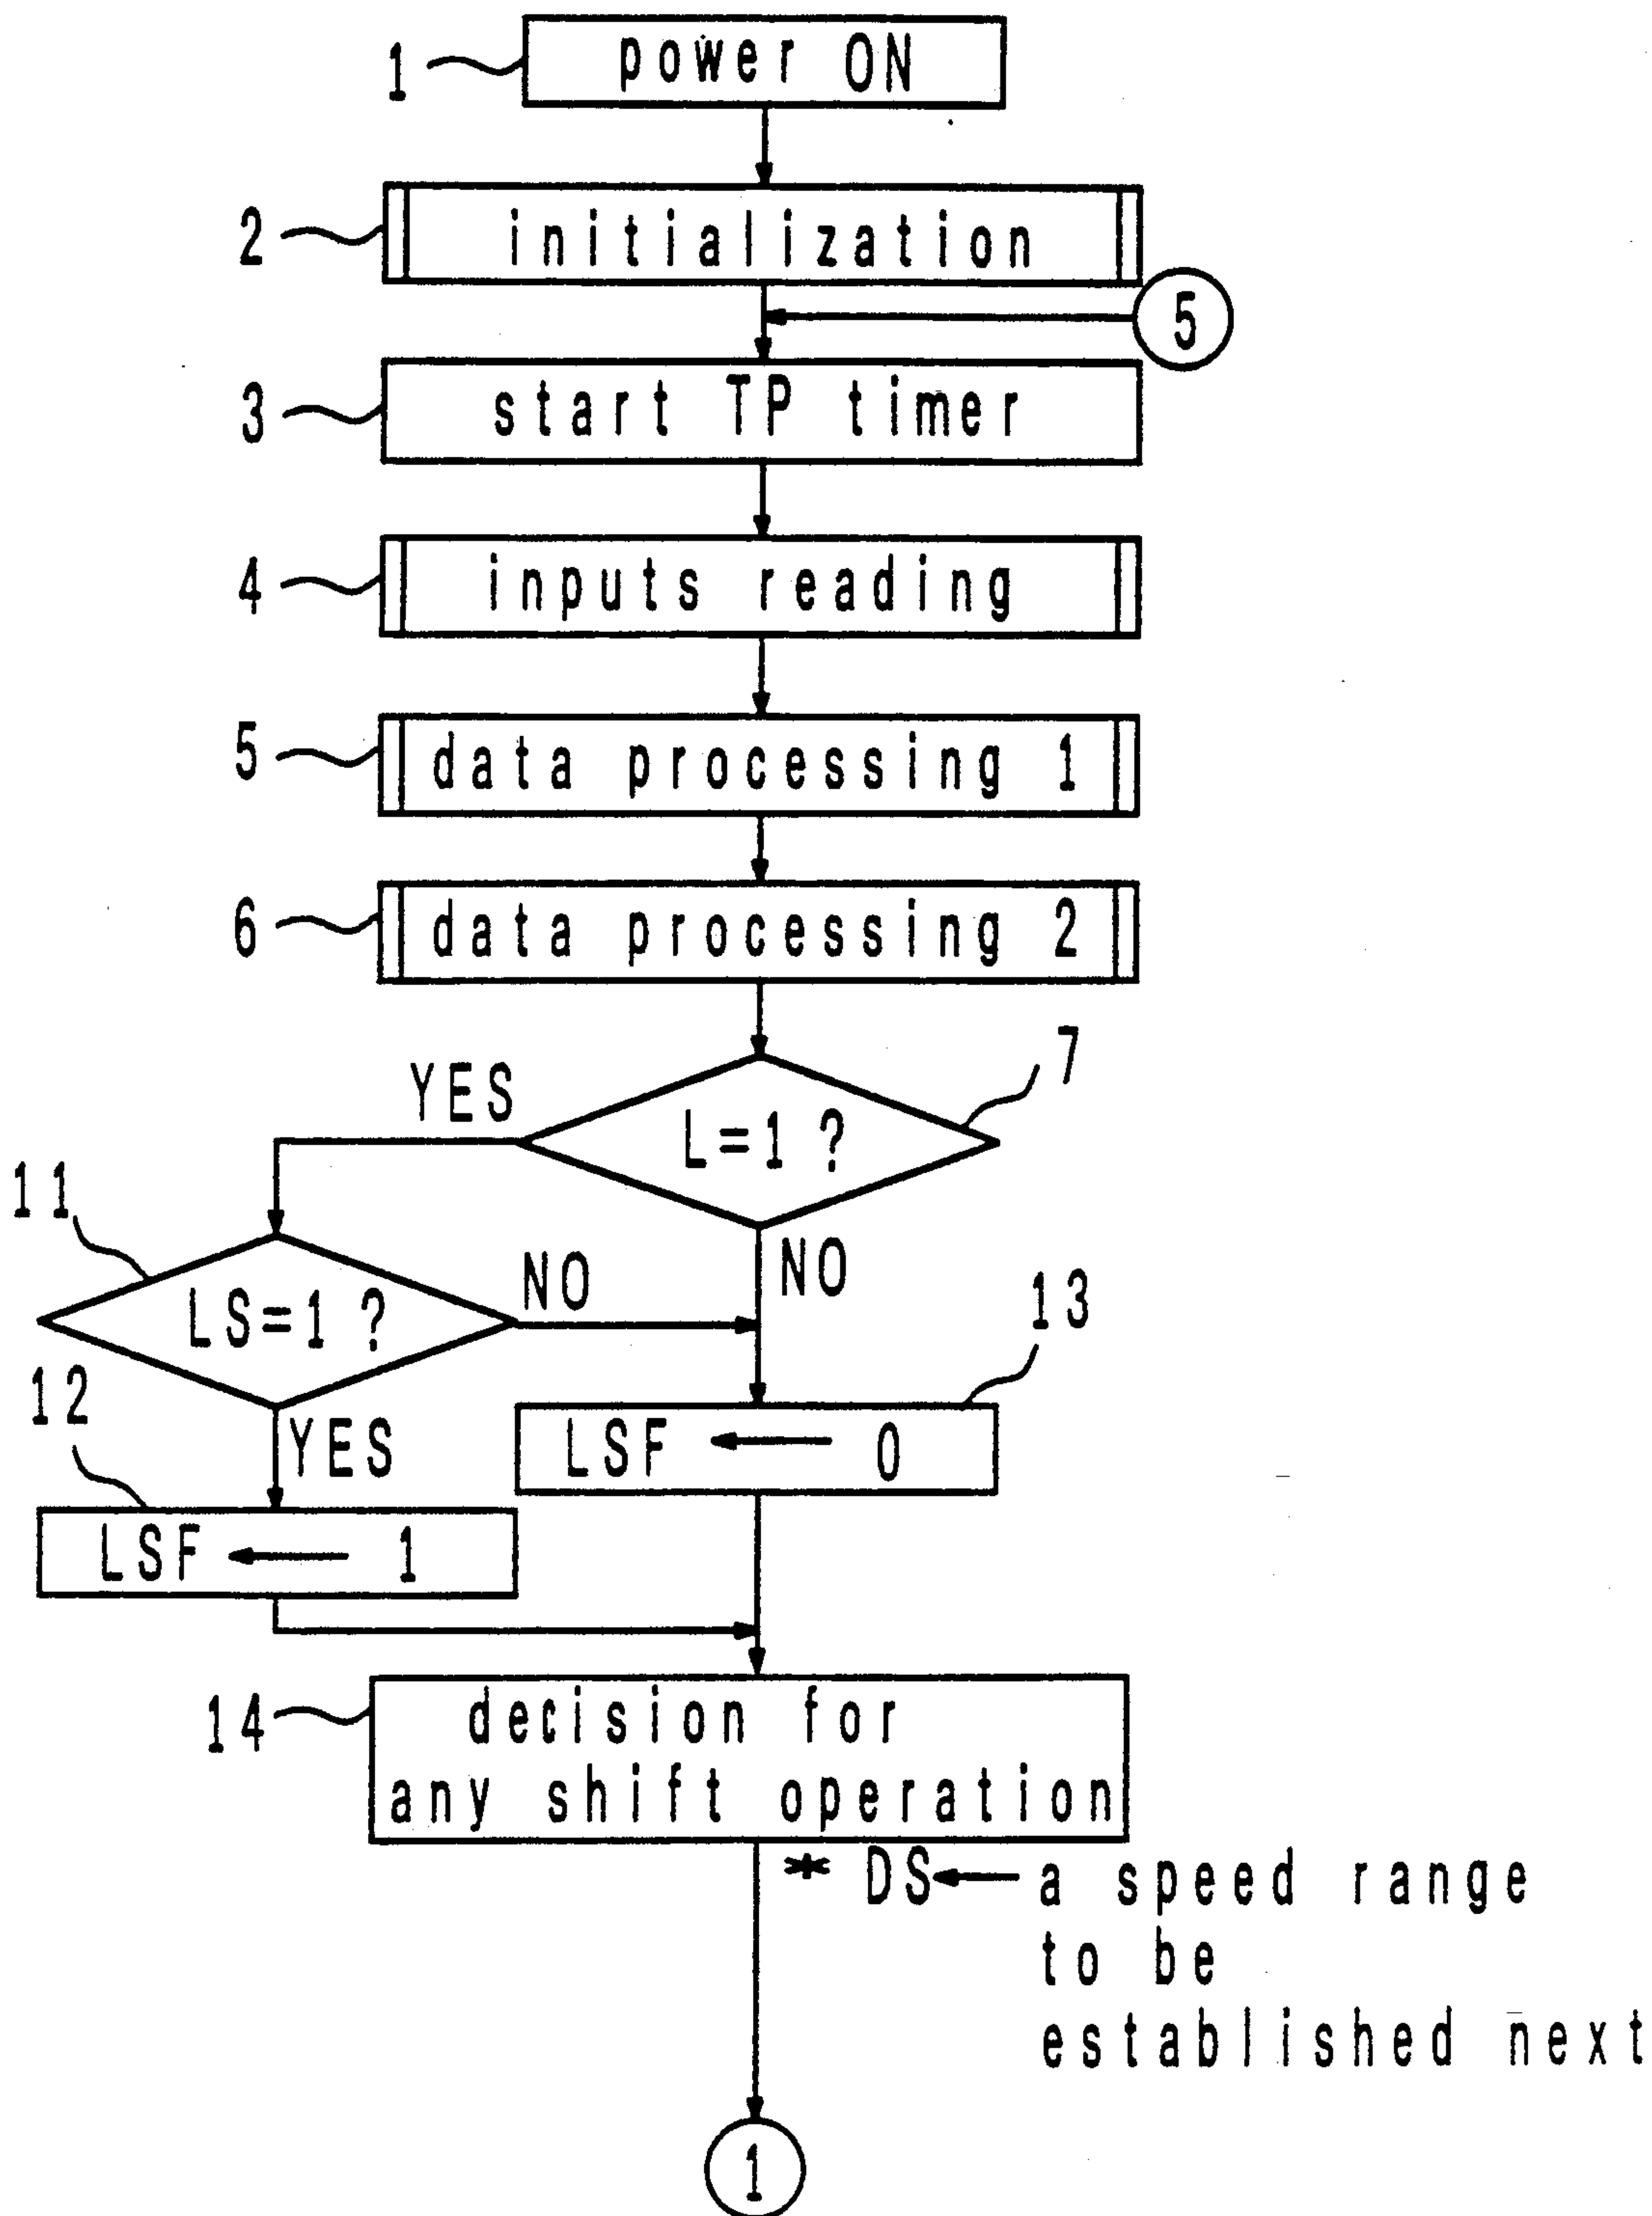 1 power ON
2 initialization
5
3 start TP timer
4 inputs reading
5 data processing 1
6 data processing 2
7
YES
L=1 ?
11
NO
LS=1 ?
NO
13
12
YES
LSF ← 0
LSF ← 1
14 decision for
any shift operation
* DS ← a speed range
to be
established next
1